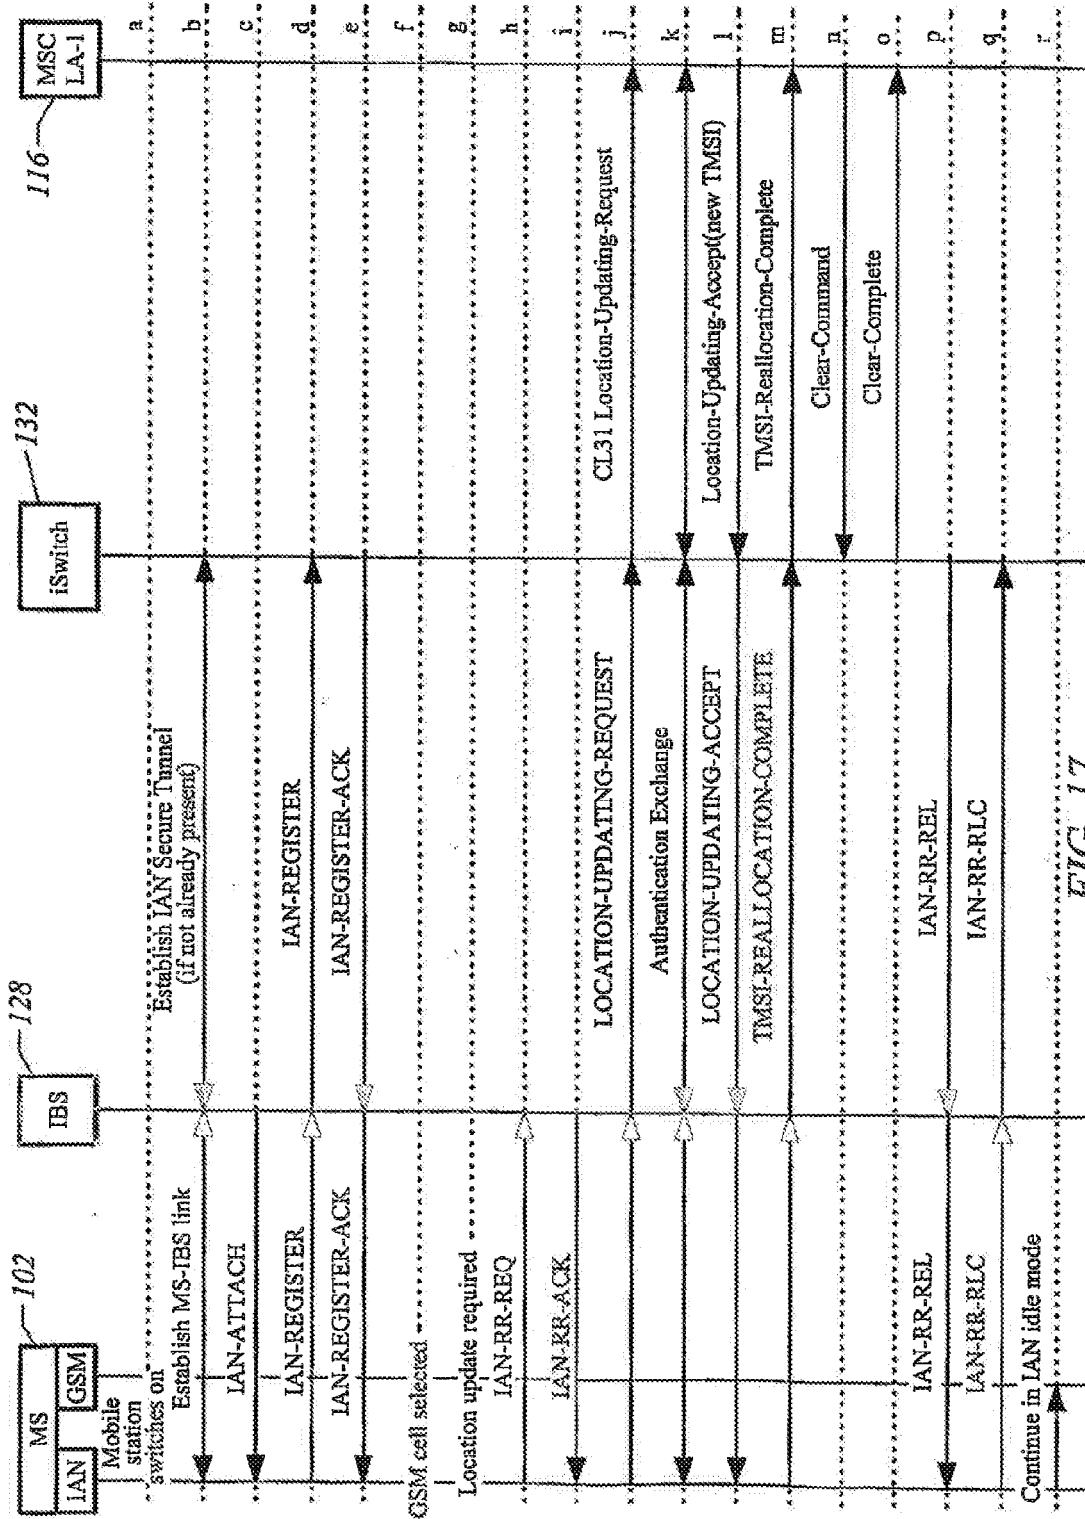 102
MS
IAN
GSM
128
IBS
132
iSwitch
116
MSC
LA-1
Mobile
station
switches on
a
Establish MS-IBS link
Establish IAN Secure Tunnel
(if not already present)
b
IAN-ATTACH
c
IAN-REGISTER
IAN-REGISTER
d
IAN-REGISTER-ACK
IAN-REGISTER-ACK
e
GSM cell selected
f
Location update required
g
IAN-RR-REQ
h
IAN-RR-ACK
i
LOCATION-UPDATING-REQUEST
CL31 Location-Updating-Request
j
Authentication Exchange
k
LOCATION-UPDATING-ACCEPT
Location-Updating-Accept(new TMSI)
l
TMSI-REALLOCATION-COMPLETE
TMSI-Reallocation-Complete
m
Clear-Command
n
Clear-Complete
o
IAN-RR-REL
IAN-RR-REL
p
IAN-RR-RLC
IAN-RR-RLC
q
Continue in IAN idle mode
r
FIG. 17